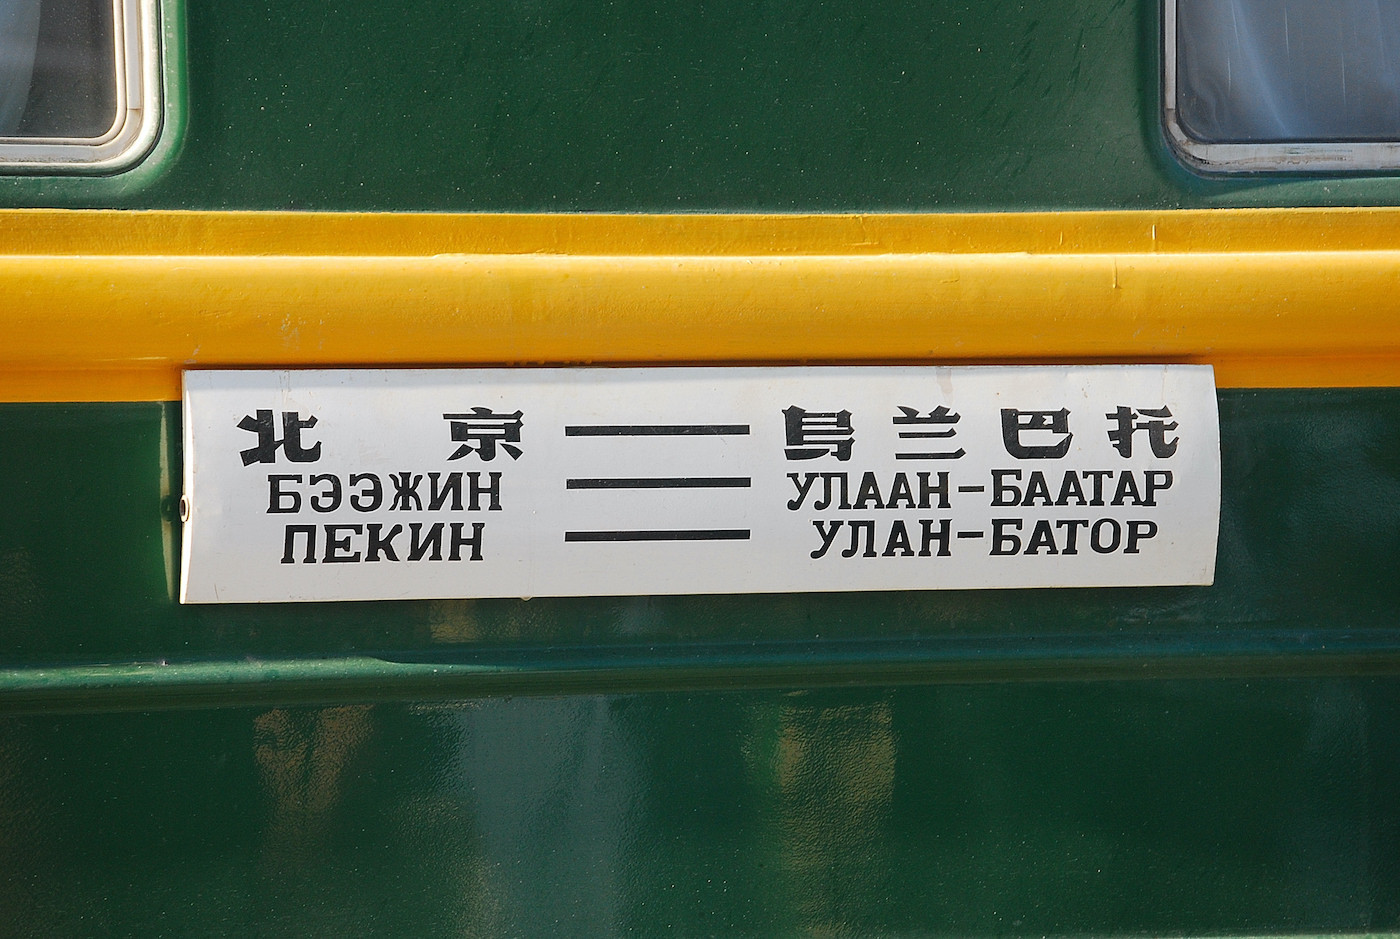 北京 — 乌兰巴托
БЭЭЖИН — УЛААН-БААТАР
ПЕКИН — УЛАН-БАТОР